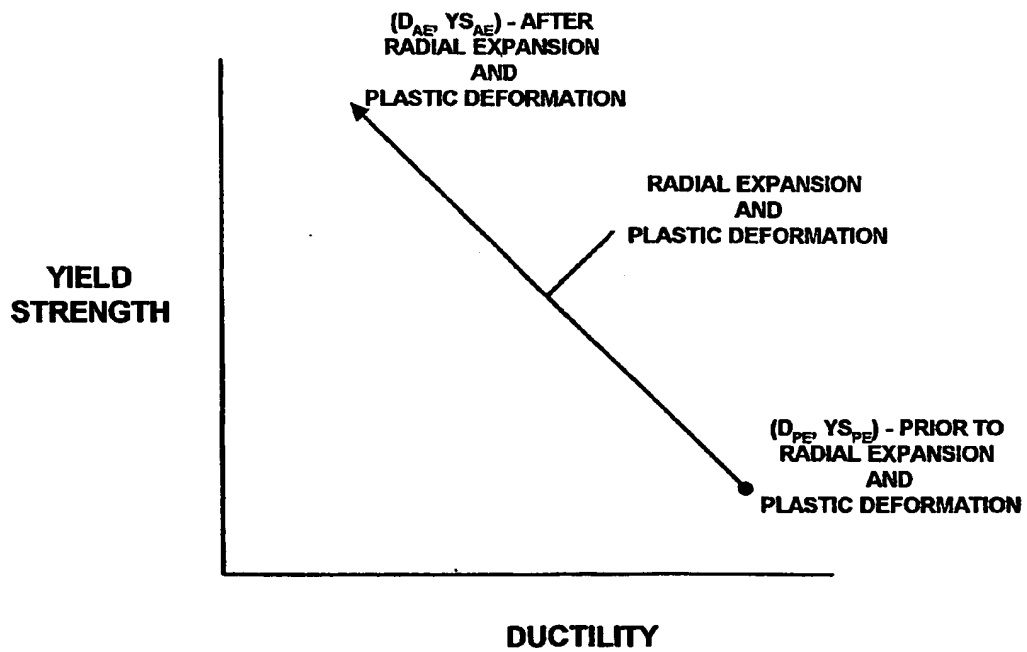 (D_AE, YS_AE) - AFTER
RADIAL EXPANSION
AND
PLASTIC DEFORMATION
RADIAL EXPANSION
AND
PLASTIC DEFORMATION
YIELD
STRENGTH
(D_PE, YS_PE) - PRIOR TO
RADIAL EXPANSION
AND
PLASTIC DEFORMATION
DUCTILITY